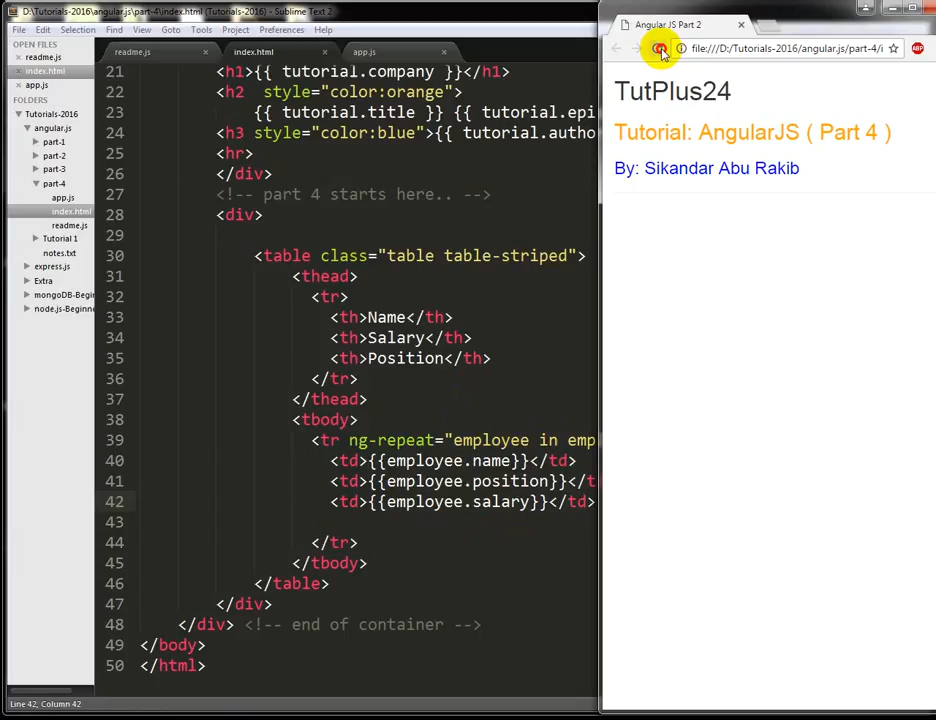 D:\Tutorials-2016\angular.js\part-4\index.html (Tutorials-2016) - Sublime Text 2
File Edit Selection Find View Goto Tools Project Preferences Help
OPEN FILES
readme.js
index.html
app.js
FOLDERS
Tutorials-2016
angular.js
part-1
part-2
part-3
part-4
app.js
index.html
readme.js
Tutorial 1
notes.txt
express.js
Extra
mongoDB-Begin
node.js-Beginne
readme.js × index.html × app.js ×
21 <h1>{{ tutorial.company }}</h1>
22 <h2  style="color:orange">
23 {{ tutorial.title }} {{ tutorial.epi
24 <h3 style="color:blue">{{ tutorial.autho
25 <hr>
26 </div>
27 <!-- part 4 starts here.. -->
28 <div>
29
30 <table class="table table-striped">
31 <thead>
32 <tr>
33 <th>Name</th>
34 <th>Salary</th>
35 <th>Position</th>
36 </tr>
37 </thead>
38 <tbody>
39 <tr ng-repeat="employee in emp
40 <td>{{employee.name}}</td>
41 <td>{{employee.position}}</t
42 <td>{{employee.salary}}</td>
43
44 </tr>
45 </tbody>
46 </table>
47 </div>
48 </div> <!-- end of container -->
49 </body>
50 </html>
Line 42, Column 42
Angular JS Part 2 ×
file:///D:/Tutorials-2016/angular.js/part-4/i
ABP
TutPlus24
Tutorial: AngularJS ( Part 4 )
By: Sikandar Abu Rakib